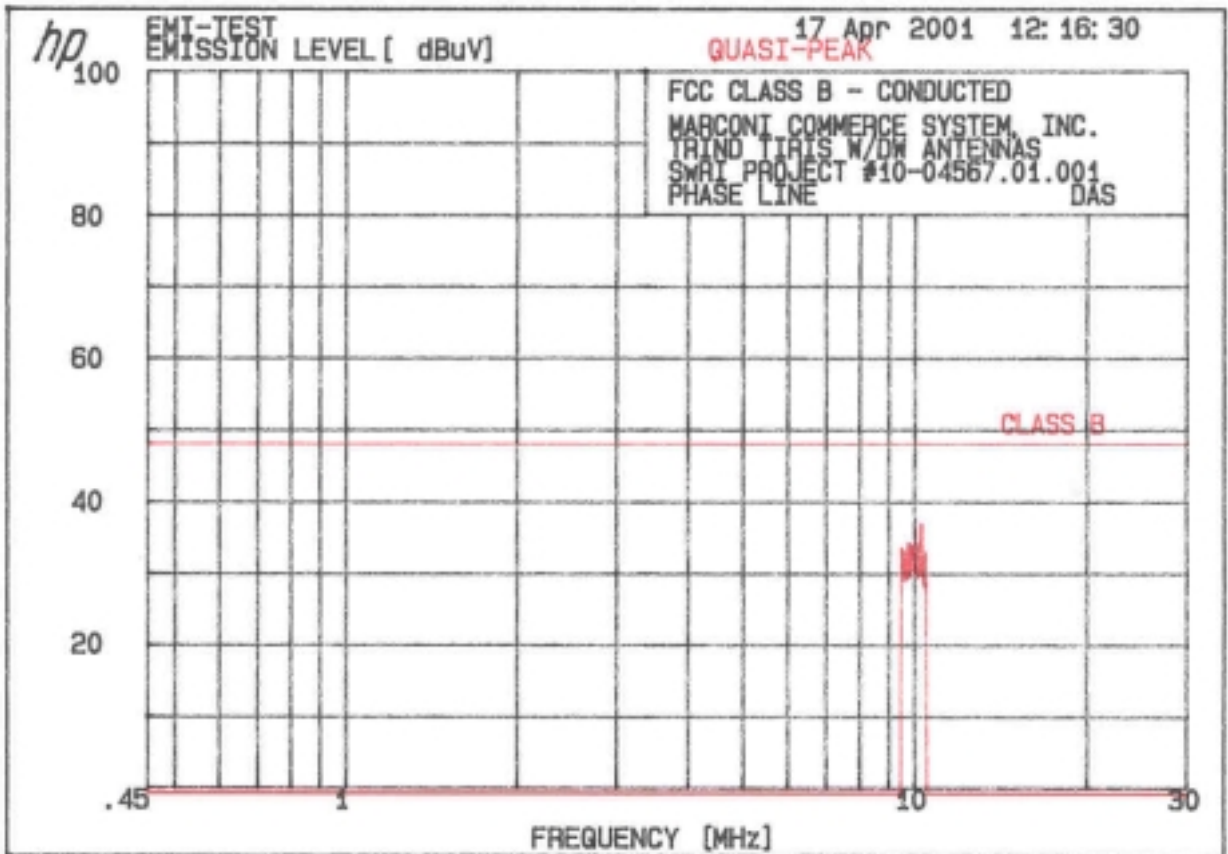 hp
EMI-TEST 17 Apr 2001 12:16:30
EMISSION LEVEL [ dBuV] QUASI-PEAK
100
FCC CLASS B - CONDUCTED
MARCONI COMMERCE SYSTEM, INC.
TRIND TIRIS W/DW ANTENNAS
SwRI PROJECT #10-04567.01.001
PHASE LINE DAS
80
60
CLASS B
40
20
.45 1 10 30
FREQUENCY [MHz]